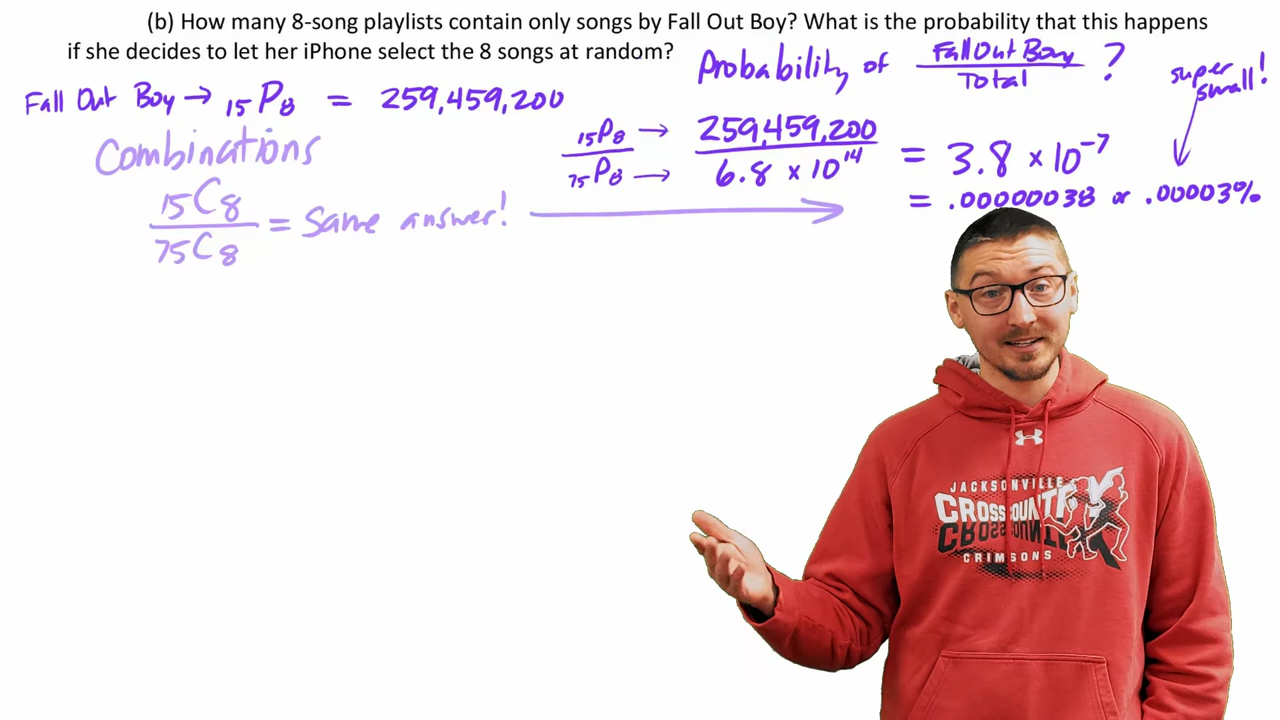 (b) How many 8-song playlists contain only songs by Fall Out Boy? What is the probability that this happens
if she decides to let her iPhone select the 8 songs at random?
Probability of Fall Out Boy / Total ?
super small!
Fall Out Boy → ₁₅P₈ = 259,459,200
₁₅P₈ → 259,459,200
₇₅P₈ → 6.8 × 10¹⁴
= 3.8 × 10⁻⁷
= .00000038 or .00003%
Combinations
₁₅C₈ / ₇₅C₈ = Same answer!
JACKSONVILLE
CROSS COUNTRY
CRIMSONS